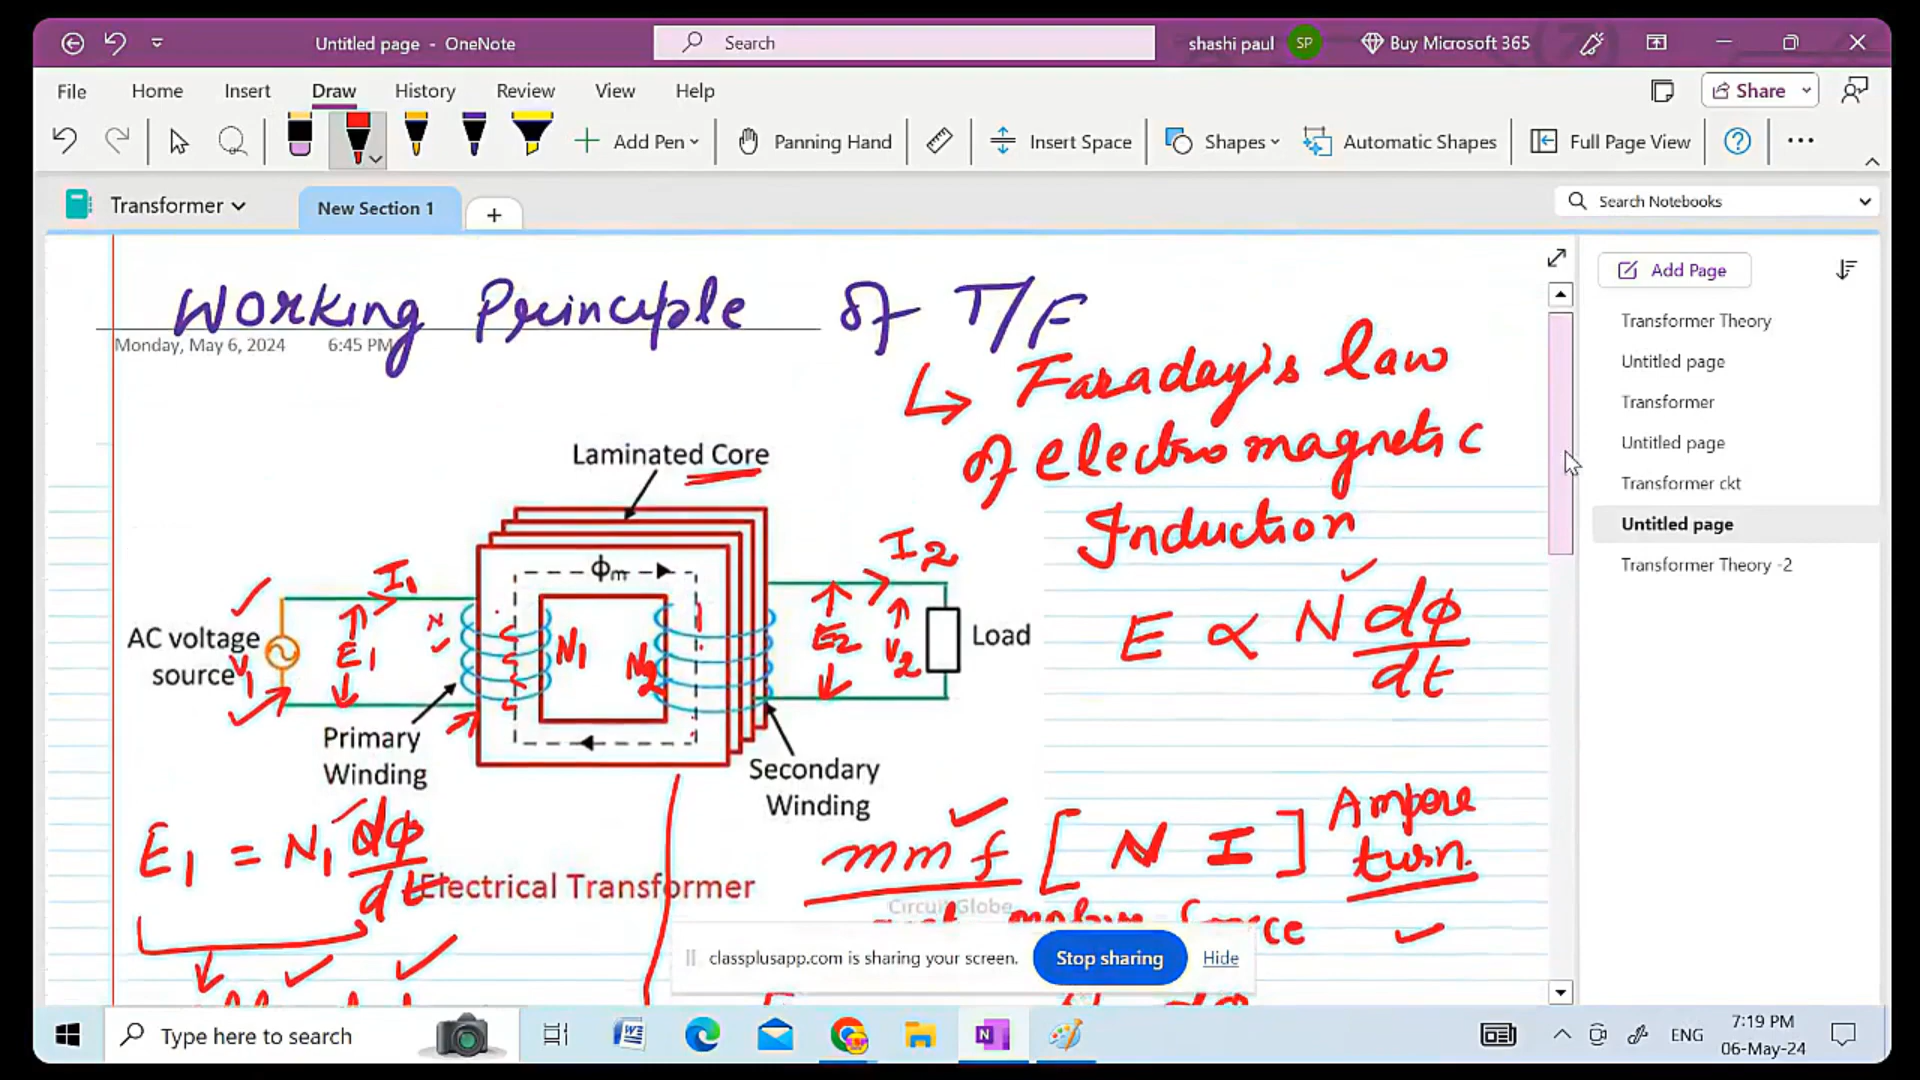 Untitled page - OneNote
Search
shashi paul SP
Buy Microsoft 365
File Home Insert Draw History Review View Help
Share
Add Pen
Panning Hand
Insert Space
Shapes
Automatic Shapes
Full Page View
Transformer
New Section 1
Search Notebooks
Working Principle of T/F
Monday, May 6, 2024 6:45 PM
Faraday's law
of electro magnetic
Induction
E ∝ N dϕ/dt
Laminated Core
ϕm
I1
I2
AC voltage
source
V1
E1
N
N1
N2
E2
V2
Load
Primary
Winding
Secondary
Winding
E1 = N1 dϕ/dt
Electrical Transformer
Circuit Globe
mmf [N I] Ampere
turn.
classplusapp.com is sharing your screen.
Stop sharing
Hide
Add Page
Transformer Theory
Untitled page
Transformer
Untitled page
Transformer ckt
Untitled page
Transformer Theory -2
Type here to search
ENG
7:19 PM
06-May-24